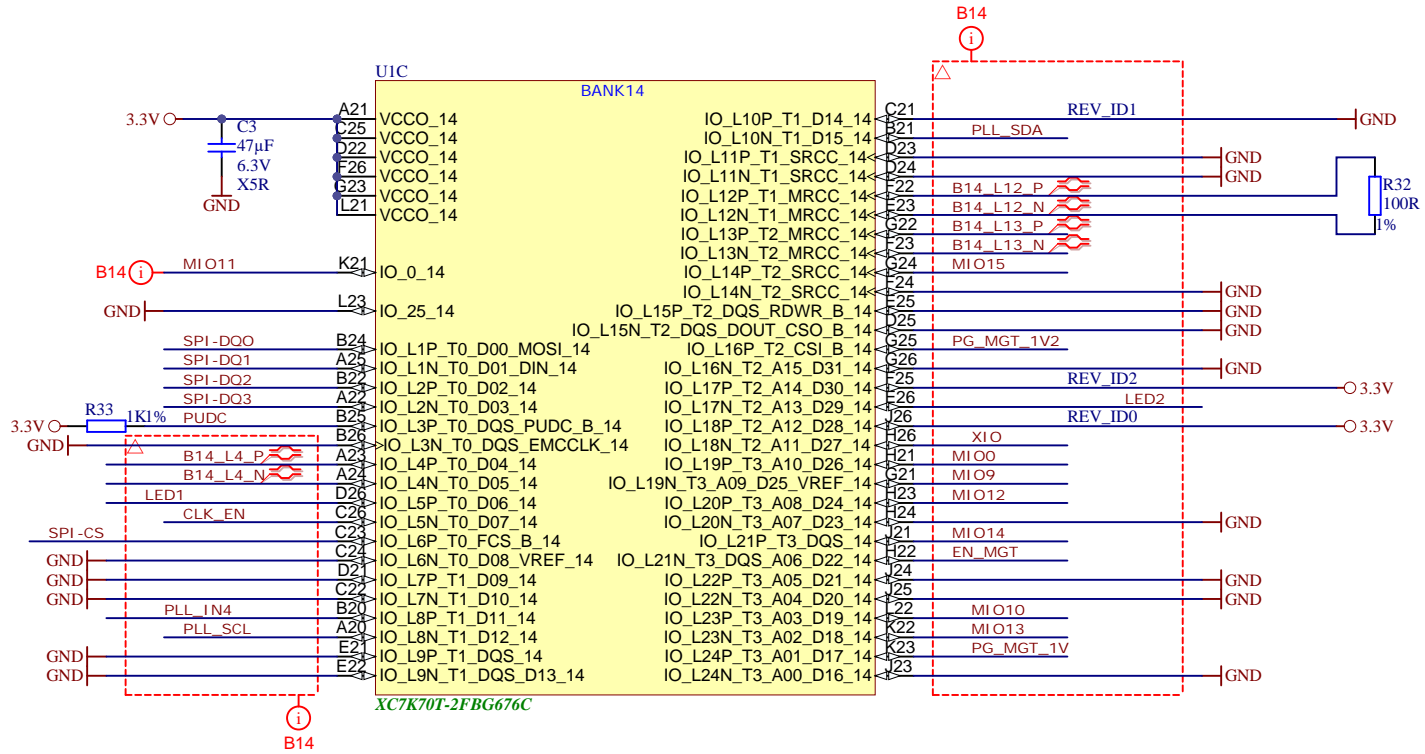 B14
i
U1C
BANK14
3.3V
C3
47µF
6.3V
X5R
GND
A21 VCCO_14
C25 VCCO_14
D22 VCCO_14
F26 VCCO_14
G23 VCCO_14
L21 VCCO_14
B14 i MIO11 K21 IO_0_14
GND L23 IO_25_14
SPI-DQ0 B24 IO_L1P_T0_D00_MOSI_14
SPI-DQ1 A25 IO_L1N_T0_D01_DIN_14
SPI-DQ2 B22 IO_L2P_T0_D02_14
SPI-DQ3 A22 IO_L2N_T0_D03_14
3.3V R33 1K1% PUDC B25 IO_L3P_T0_DQS_PUDC_B_14
GND B26 IO_L3N_T0_DQS_EMCCLK_14
B14_L4_P A23 IO_L4P_T0_D04_14
B14_L4_N A24 IO_L4N_T0_D05_14
LED1 D26 IO_L5P_T0_D06_14
CLK_EN C26 IO_L5N_T0_D07_14
SPI-CS C23 IO_L6P_T0_FCS_B_14
GND C24 IO_L6N_T0_D08_VREF_14
GND D21 IO_L7P_T1_D09_14
GND C22 IO_L7N_T1_D10_14
PLL_IN4 B20 IO_L8P_T1_D11_14
PLL_SCL A20 IO_L8N_T1_D12_14
GND E21 IO_L9P_T1_DQS_14
GND E22 IO_L9N_T1_DQS_D13_14
IO_L10P_T1_D14_14 C21 REV_ID1 GND
IO_L10N_T1_D15_14 B21 PLL_SDA
IO_L11P_T1_SRCC_14 D23 GND
IO_L11N_T1_SRCC_14 D24 GND
IO_L12P_T1_MRCC_14 F22 B14_L12_P
IO_L12N_T1_MRCC_14 E23 B14_L12_N
R32
100R
1%
IO_L13P_T2_MRCC_14 G22 B14_L13_P
IO_L13N_T2_MRCC_14 F23 B14_L13_N
IO_L14P_T2_SRCC_14 G24 MIO15
IO_L14N_T2_SRCC_14 F24 GND
IO_L15P_T2_DQS_RDWR_B_14 E25 GND
IO_L15N_T2_DQS_DOUT_CSO_B_14 D25 GND
IO_L16P_T2_CSI_B_14 G25 PG_MGT_1V2
IO_L16N_T2_A15_D31_14 G26 GND
IO_L17P_T2_A14_D30_14 F25 REV_ID2 3.3V
IO_L17N_T2_A13_D29_14 E26 LED2
IO_L18P_T2_A12_D28_14 J26 REV_ID0 3.3V
IO_L18N_T2_A11_D27_14 H26 XIO
IO_L19P_T3_A10_D26_14 H21 MIO0
IO_L19N_T3_A09_D25_VREF_14 G21 MIO9
IO_L20P_T3_A08_D24_14 H23 MIO12
IO_L20N_T3_A07_D23_14 H24 GND
IO_L21P_T3_DQS_14 J21 MIO14
IO_L21N_T3_DQS_A06_D22_14 H22 EN_MGT
IO_L22P_T3_A05_D21_14 J24 GND
IO_L22N_T3_A04_D20_14 J25 GND
IO_L23P_T3_A03_D19_14 L22 MIO10
IO_L23N_T3_A02_D18_14 K22 MIO13
IO_L24P_T3_A01_D17_14 K23 PG_MGT_1V
IO_L24N_T3_A00_D16_14 J23 GND
XC7K70T-2FBG676C
i
B14